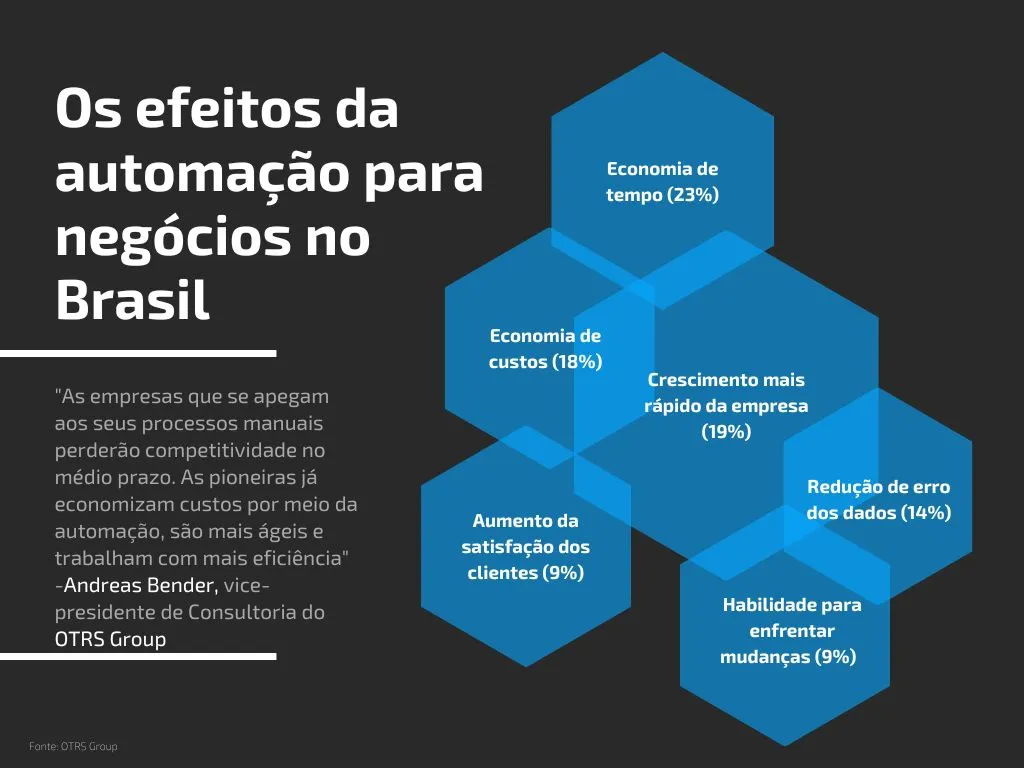 Os efeitos da
automação para
negócios no
Brasil
"As empresas que se apegam
aos seus processos manuais
perderão competitividade no
médio prazo. As pioneiras já
economizam custos por meio da
automação, são mais ágeis e
trabalham com mais eficiência"
-Andreas Bender, vice-
presidente de Consultoria do
OTRS Group
Economia de
tempo (23%)
Economia de
custos (18%)
Crescimento mais
rápido da empresa
(19%)
Redução de erro
dos dados (14%)
Aumento da
satisfação dos
clientes (9%)
Habilidade para
enfrentar
mudanças (9%)
Fonte: OTRS Group